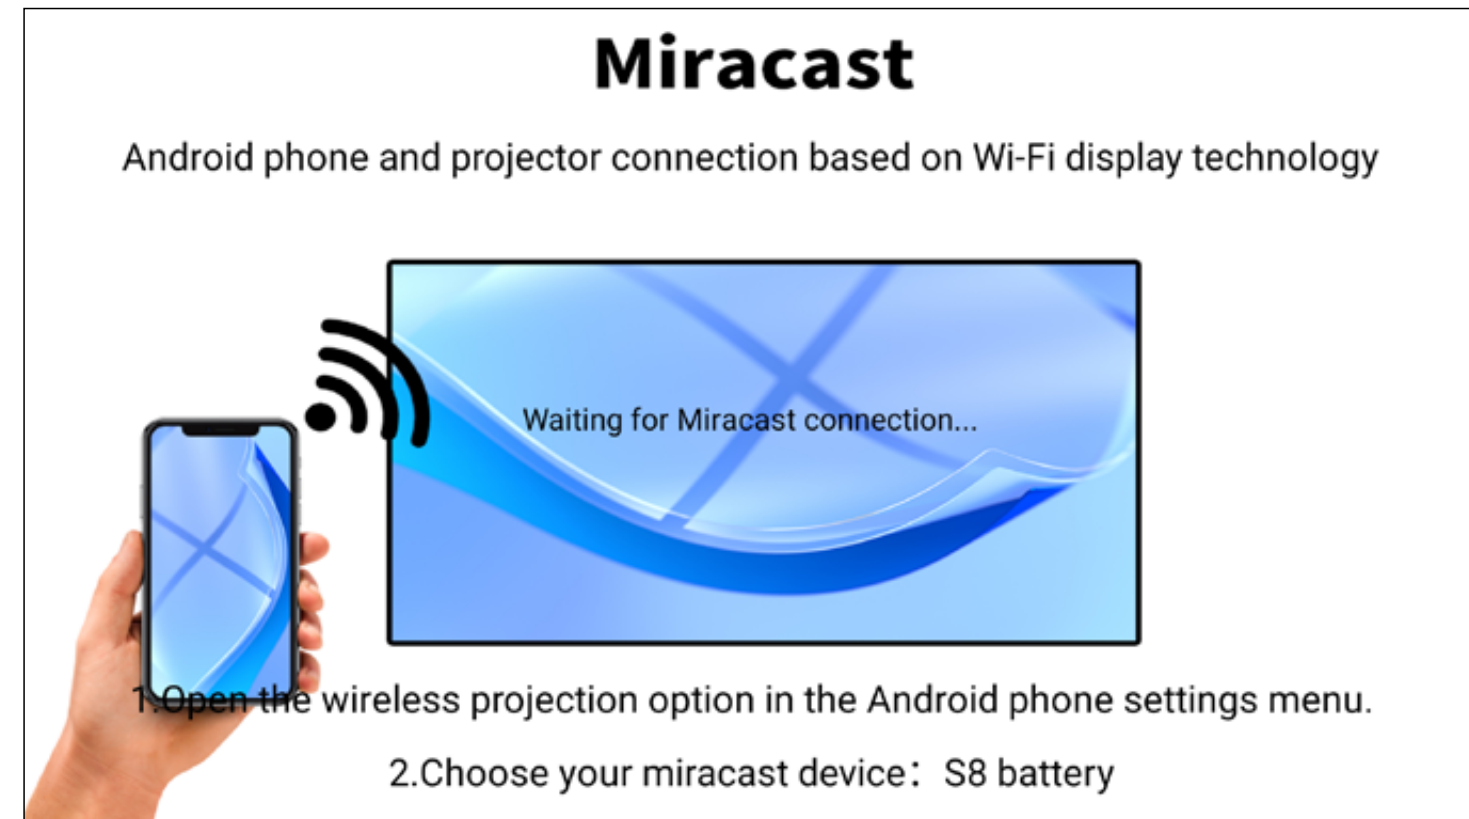 Miracast
Android phone and projector connection based on Wi-Fi display technology
Waiting for Miracast connection...
1.Open the wireless projection option in the Android phone settings menu.
2.Choose your miracast device：S8 battery